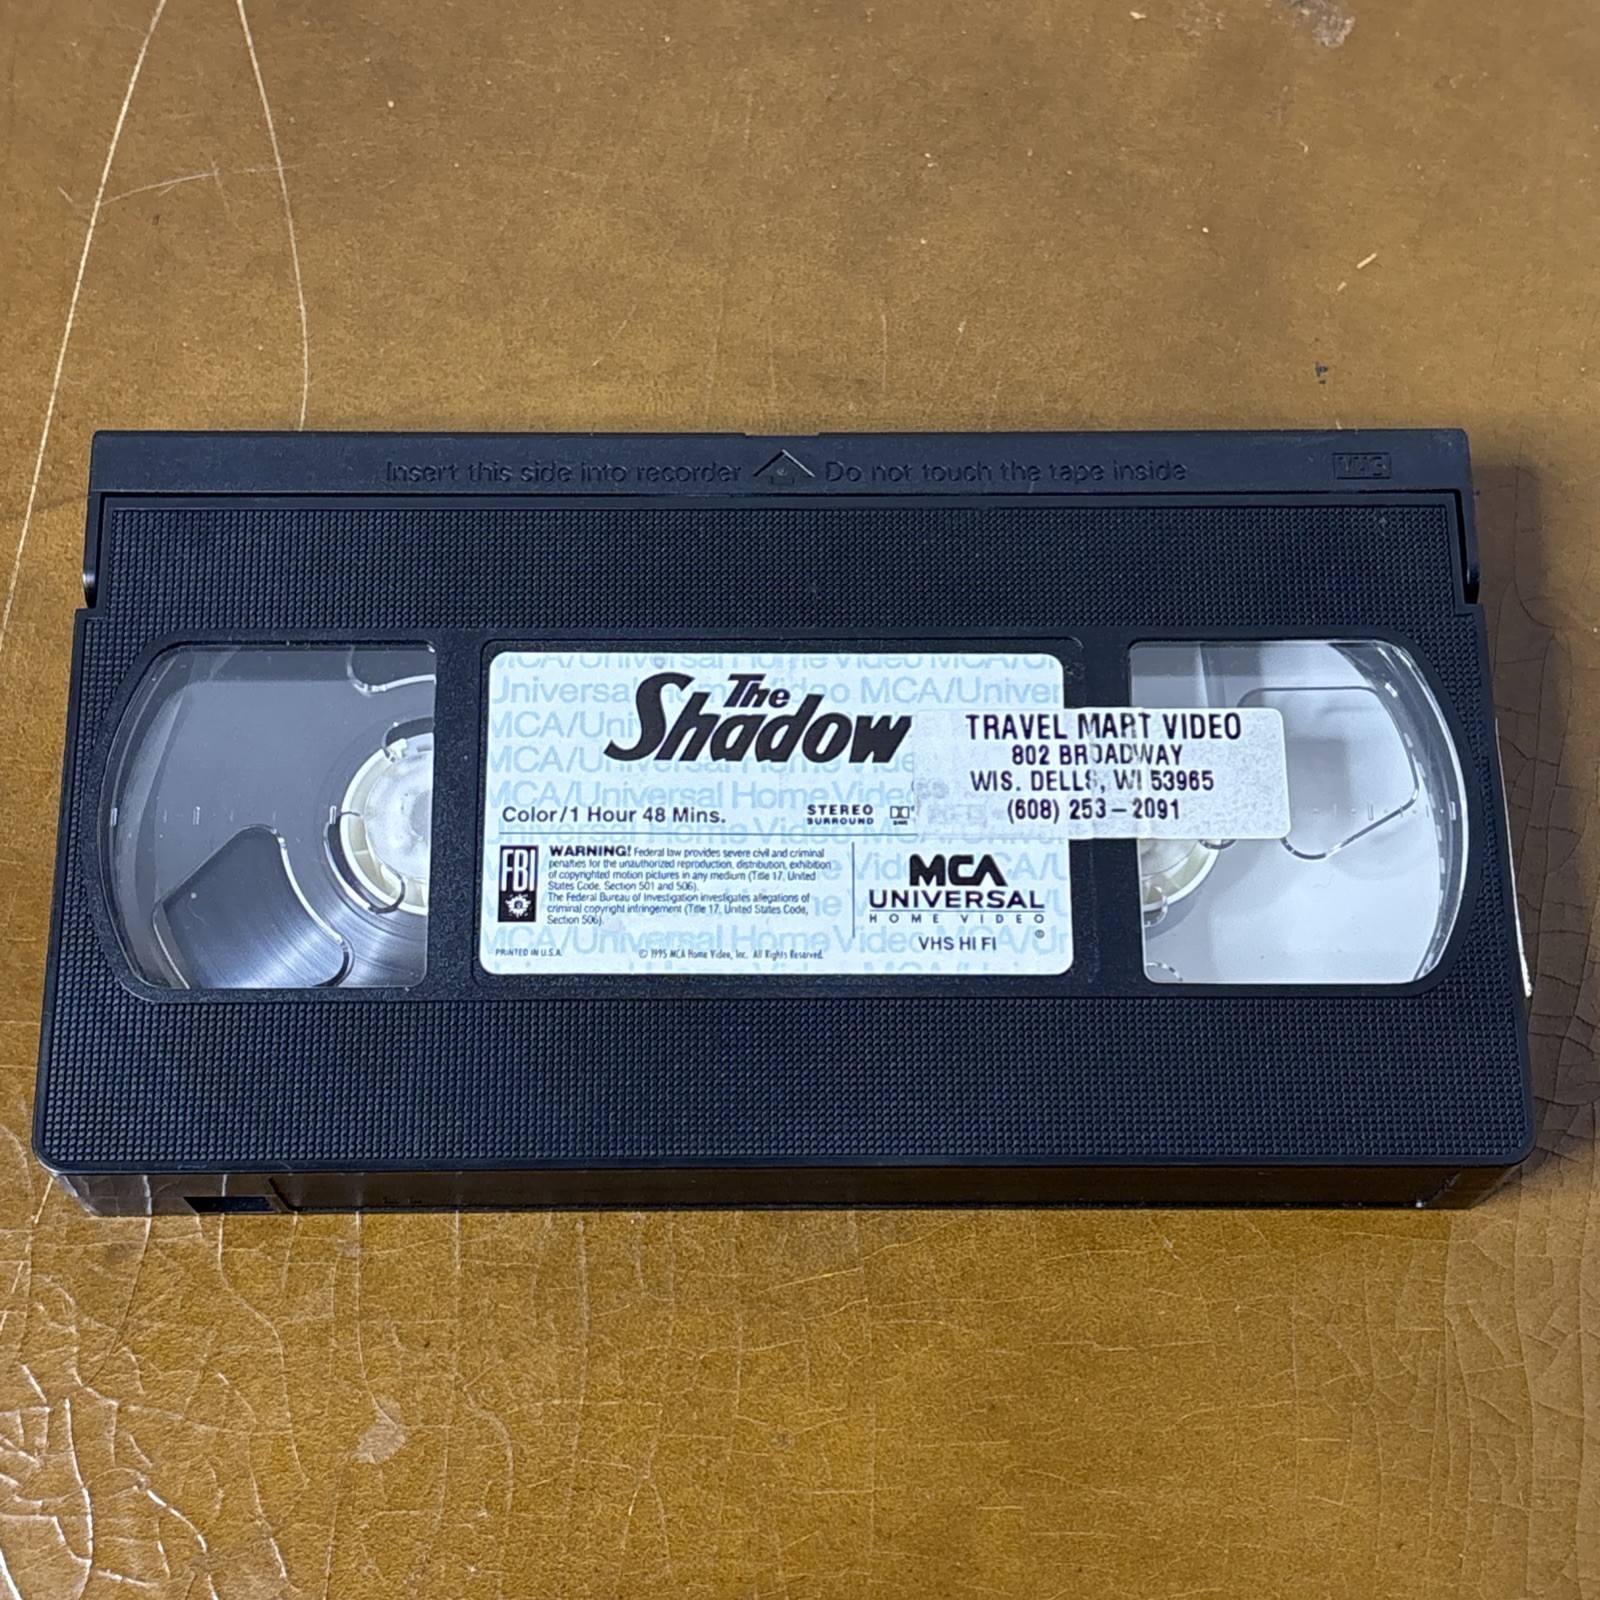 Insert this side into recorder Do not touch the tape inside
VHS
The
Shadow
TRAVEL MART VIDEO
802 BROADWAY
WIS. DELLS, WI 53965
(608) 253-2091
Color/1 Hour 48 Mins.
STEREO
SURROUND
FBI
WARNING! Federal law provides severe civil and criminal
penalties for the unauthorized reproduction, distribution, exhibition
of copyrighted motion pictures in any medium (Title 17, United
States Code, Section 501 and 506).
The Federal Bureau of Investigation investigates allegations of
criminal copyright infringement (Title 17, United States Code,
Section 506).
MCA
UNIVERSAL
HOME VIDEO
®
VHS HI FI
PRINTED IN U.S.A.
© 1995 MCA Home Video, Inc. All Rights Reserved.